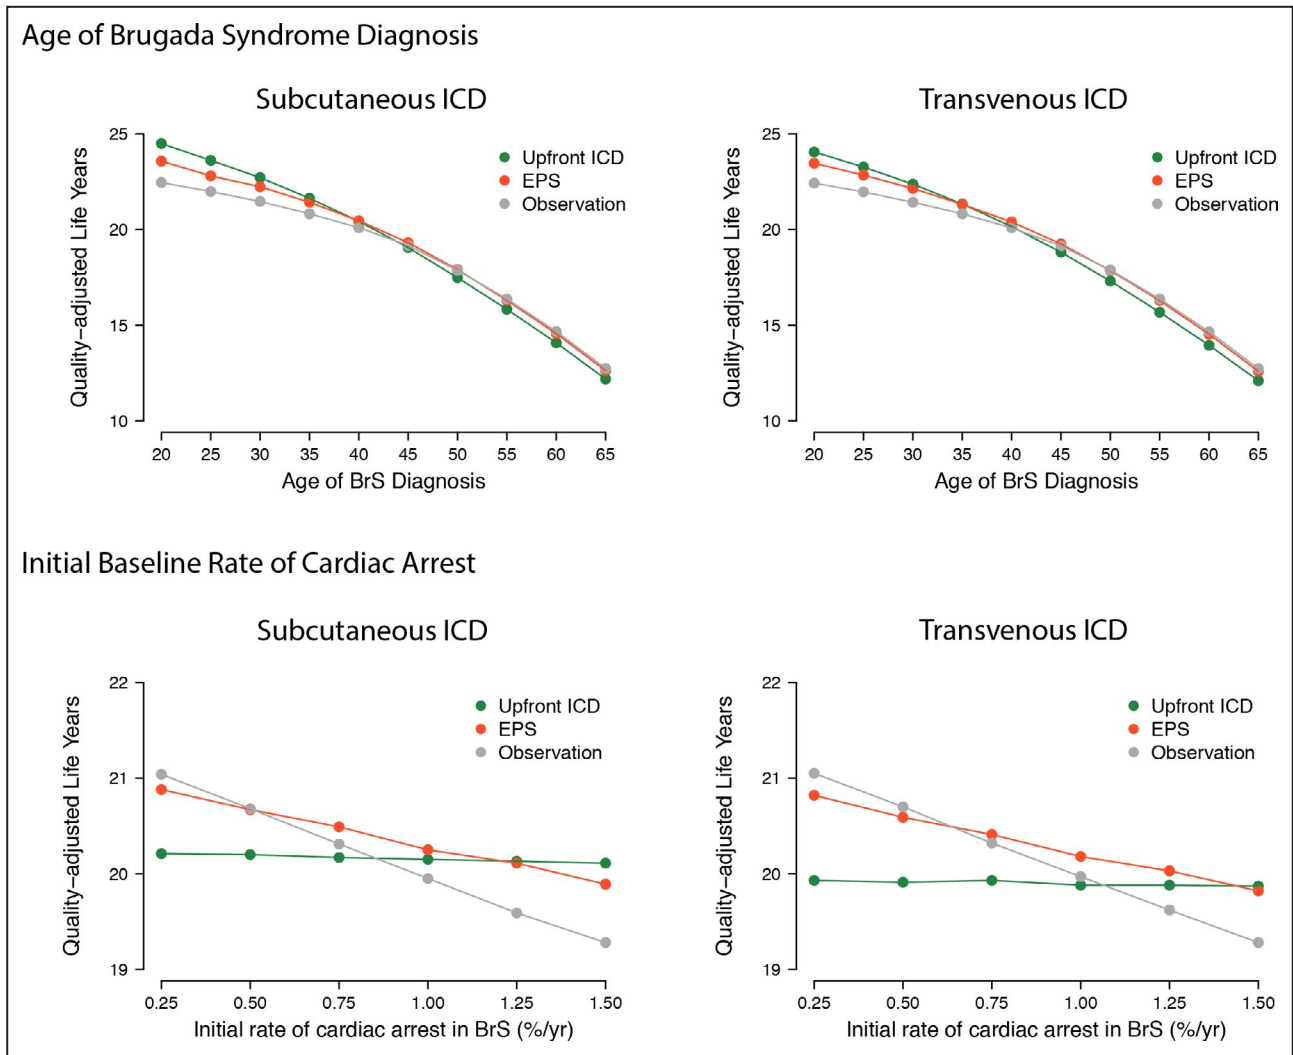 Age of Brugada Syndrome Diagnosis
Subcutaneous ICD
25
20
15
10
Quality-adjusted Life Years
Upfront ICD
EPS
Observation
20 25 30 35 40 45 50 55 60 65
Age of BrS Diagnosis
Transvenous ICD
25
20
15
10
Quality-adjusted Life Years
Upfront ICD
EPS
Observation
20 25 30 35 40 45 50 55 60 65
Age of BrS Diagnosis
Initial Baseline Rate of Cardiac Arrest
Subcutaneous ICD
22
21
20
19
Quality-adjusted Life Years
Upfront ICD
EPS
Observation
0.25 0.50 0.75 1.00 1.25 1.50
Initial rate of cardiac arrest in BrS (%/yr)
Transvenous ICD
22
21
20
19
Quality-adjusted Life Years
Upfront ICD
EPS
Observation
0.25 0.50 0.75 1.00 1.25 1.50
Initial rate of cardiac arrest in BrS (%/yr)